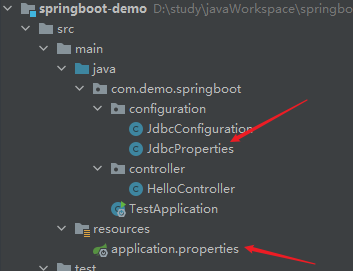 springboot-demo D:\study\javaWorkspace\springbo
src
main
java
com.demo.springboot
configuration
JdbcConfiguration
JdbcProperties
controller
HelloController
TestApplication
resources
application.properties
test